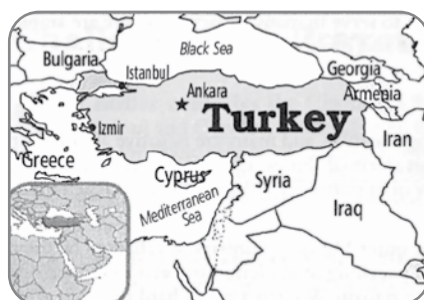 Black Sea
Bulgaria
Istanbul
Georgia
Ankara
Armenia
Turkey
Izmir
Iran
Greece
Cyprus
Syria
Mediterranean
Sea
Iraq